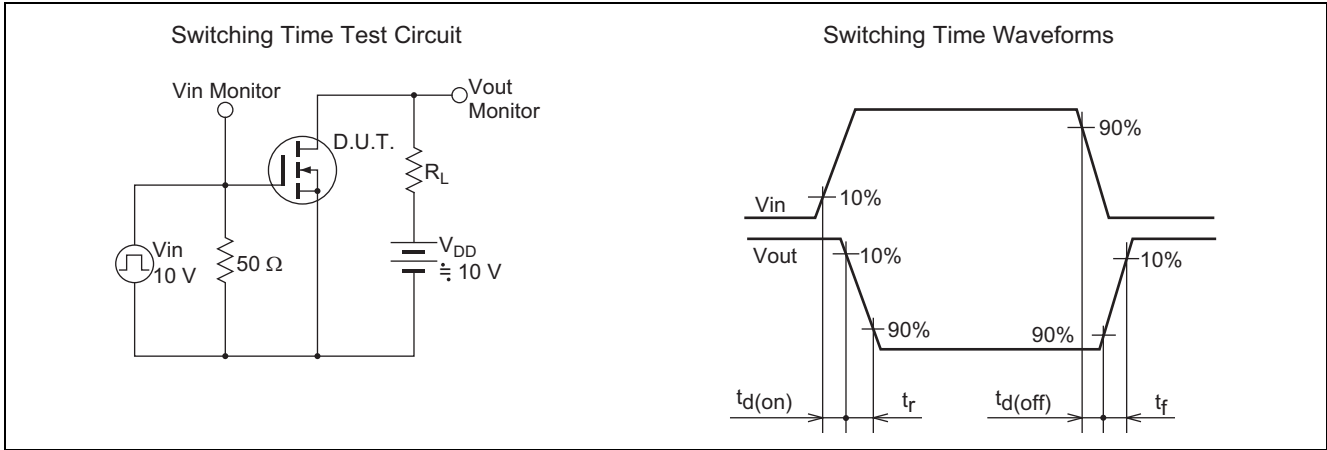 Switching Time Test Circuit
Vin Monitor
Vout
Monitor
D.U.T.
RL
Vin
10 V
50 Ω
VDD
≒ 10 V
Switching Time Waveforms
Vin
10%
90%
Vout
10%
90%
90%
10%
td(on)
tr
td(off)
tf